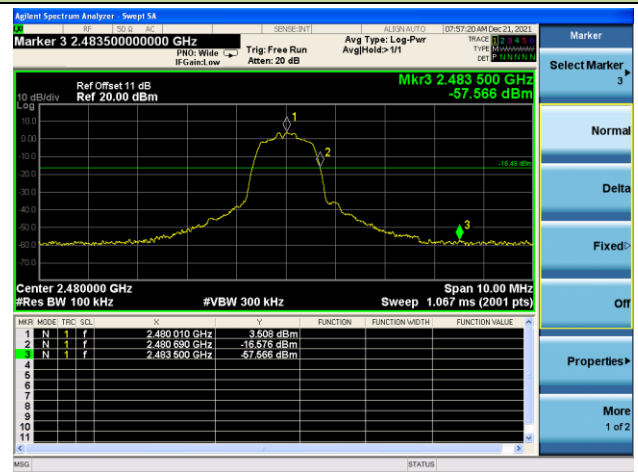 Agilent Spectrum Analyzer - Swept SA
RF 50 Ω AC SENSE:INT ALIGN AUTO 07:57:20 AM Dec 21, 2021
Marker 3 2.483500000000 GHz
PNO: Wide
IFGain:Low
Trig: Free Run
Atten: 20 dB
Avg Type: Log-Pwr
Avg|Hold:>1/1
TRACE 1 2 3 4 5 6
TYPE M
DET P N N N N N
Ref Offset 11 dB
Ref 20.00 dBm
10 dB/div
Log
Mkr3 2.483 500 GHz
-57.566 dBm
10.0
0.00
-10.0
-20.0
-30.0
-40.0
-50.0
-60.0
-70.0
1
2
3
-16.49 dBm
Center 2.480000 GHz
Span 10.00 MHz
#Res BW 100 kHz
#VBW 300 kHz
Sweep 1.067 ms (2001 pts)
MKR MODE TRC SCL X Y FUNCTION FUNCTION WIDTH FUNCTION VALUE
1 N 1 f 2.480 010 GHz 3.508 dBm
2 N 1 f 2.480 690 GHz -16.576 dBm
3 N 1 f 2.483 500 GHz -57.566 dBm
4
5
6
7
8
9
10
11
MSG
STATUS
Marker
Select Marker
3
Normal
Delta
Fixed
Off
Properties
More
1 of 2